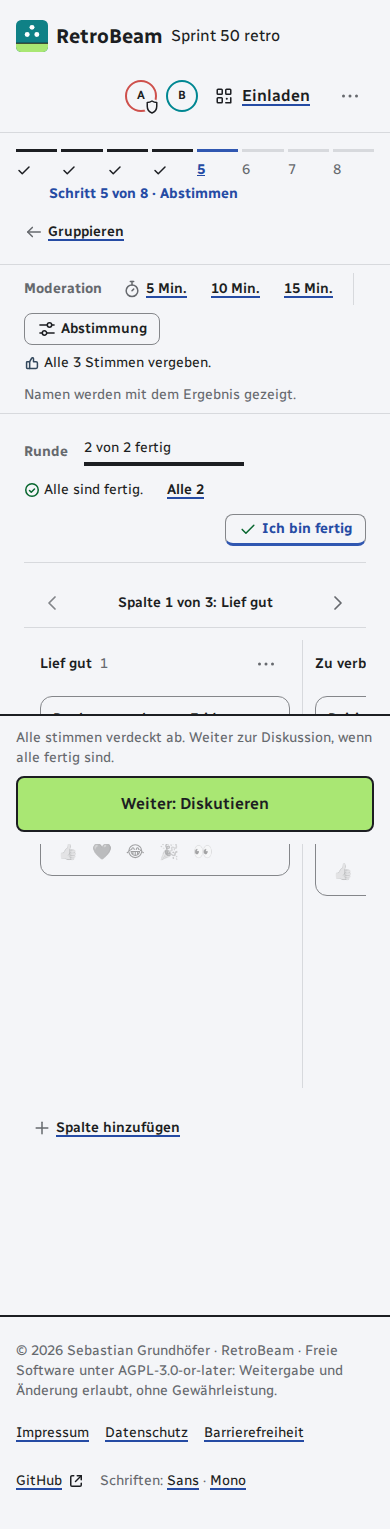 RetroBeam Sprint 50 retro
A B Einladen
5 6 7 8
Schritt 5 von 8 · Abstimmen
Gruppieren
Moderation 5 Min. 10 Min. 15 Min.
Abstimmung
Alle 3 Stimmen vergeben.
Namen werden mit dem Ergebnis gezeigt.
Runde 2 von 2 fertig
Alle sind fertig. Alle 2
Ich bin fertig
Spalte 1 von 3: Lief gut
Lief gut 1 Zu verb
Alle stimmen verdeckt ab. Weiter zur Diskussion, wenn
alle fertig sind.
Weiter: Diskutieren
Spalte hinzufügen
© 2026 Sebastian Grundhöfer · RetroBeam · Freie
Software unter AGPL-3.0-or-later: Weitergabe und
Änderung erlaubt, ohne Gewährleistung.
Impressum Datenschutz Barrierefreiheit
GitHub Schriften: Sans · Mono